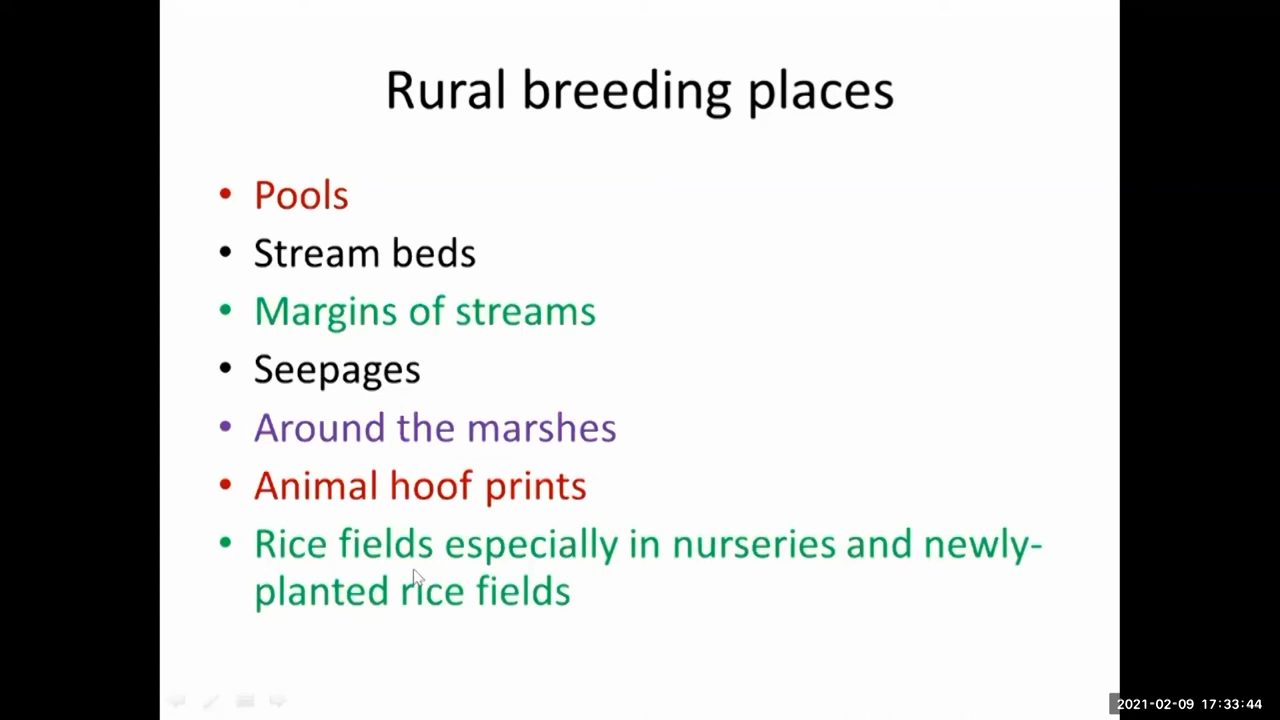 Rural breeding places
• Pools
• Stream beds
• Margins of streams
• Seepages
• Around the marshes
• Animal hoof prints
• Rice fields especially in nurseries and newly-
planted rice fields
2021-02-09 17:33:44